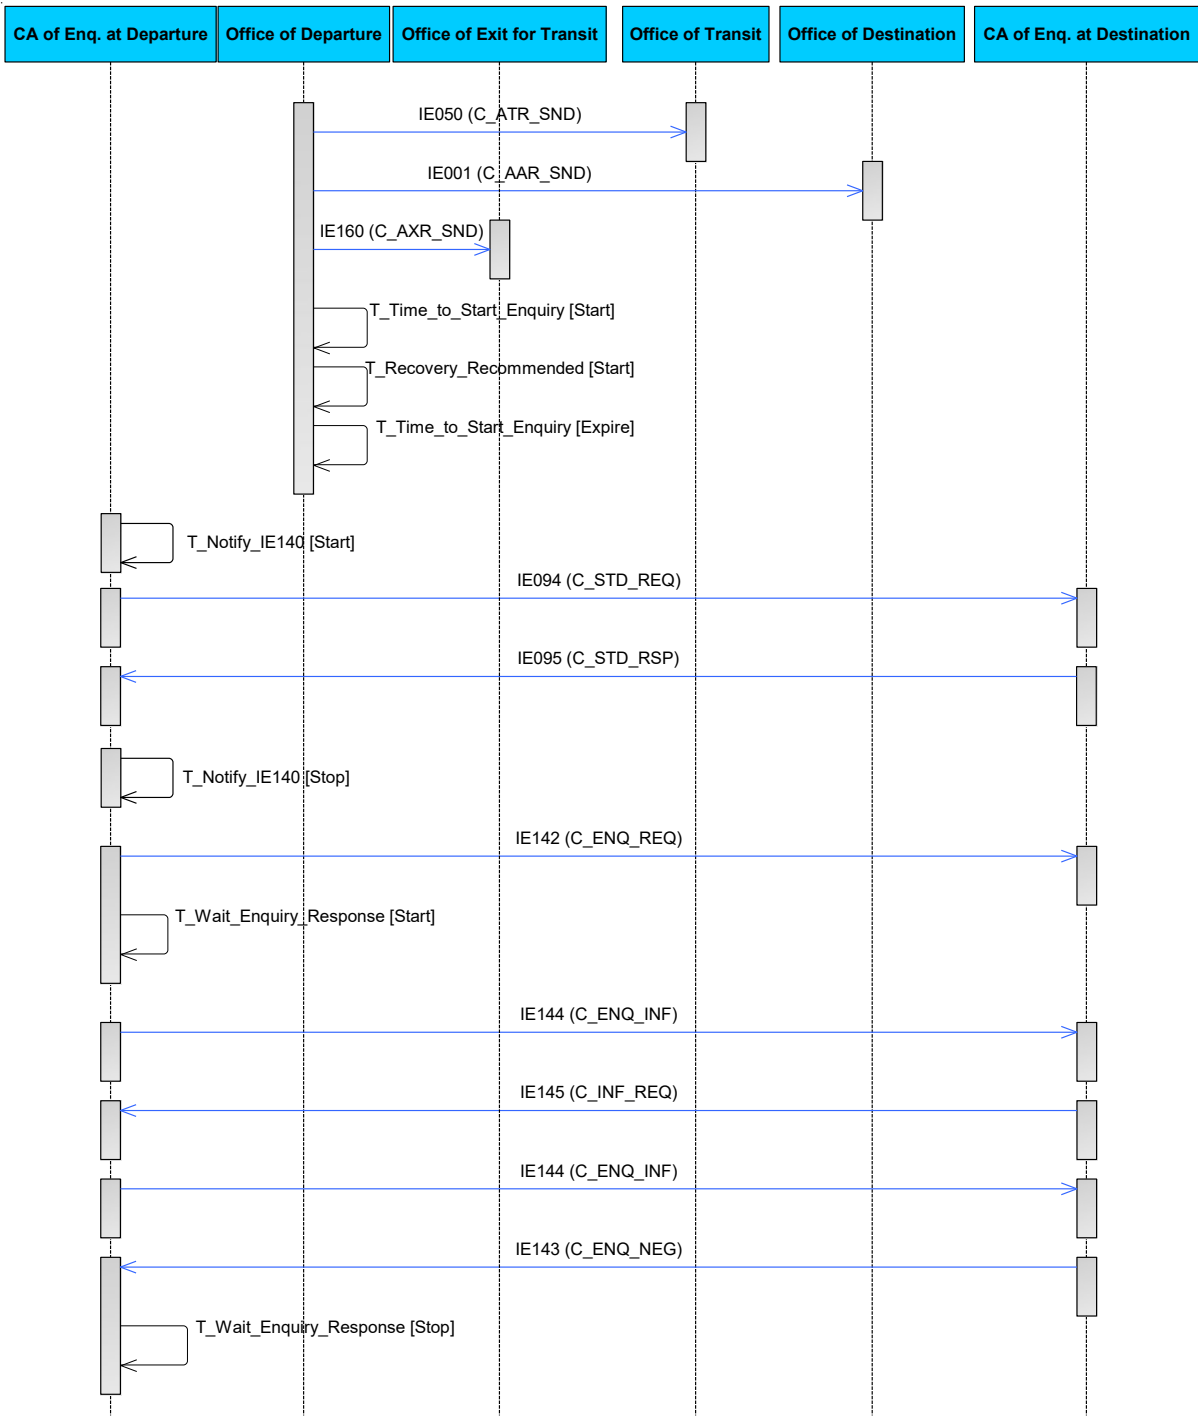 CA of Enq. at Departure
Office of Departure
Office of Exit for Transit
Office of Transit
Office of Destination
CA of Enq. at Destination
IE050 (C_ATR_SND)
IE001 (C_AAR_SND)
IE160 (C_AXR_SND)
T_Time_to_Start_Enquiry [Start]
T_Recovery_Recommended [Start]
T_Time_to_Start_Enquiry [Expire]
T_Notify_IE140 [Start]
IE094 (C_STD_REQ)
IE095 (C_STD_RSP)
T_Notify_IE140 [Stop]
IE142 (C_ENQ_REQ)
T_Wait_Enquiry_Response [Start]
IE144 (C_ENQ_INF)
IE145 (C_INF_REQ)
IE144 (C_ENQ_INF)
IE143 (C_ENQ_NEG)
T_Wait_Enquiry_Response [Stop]